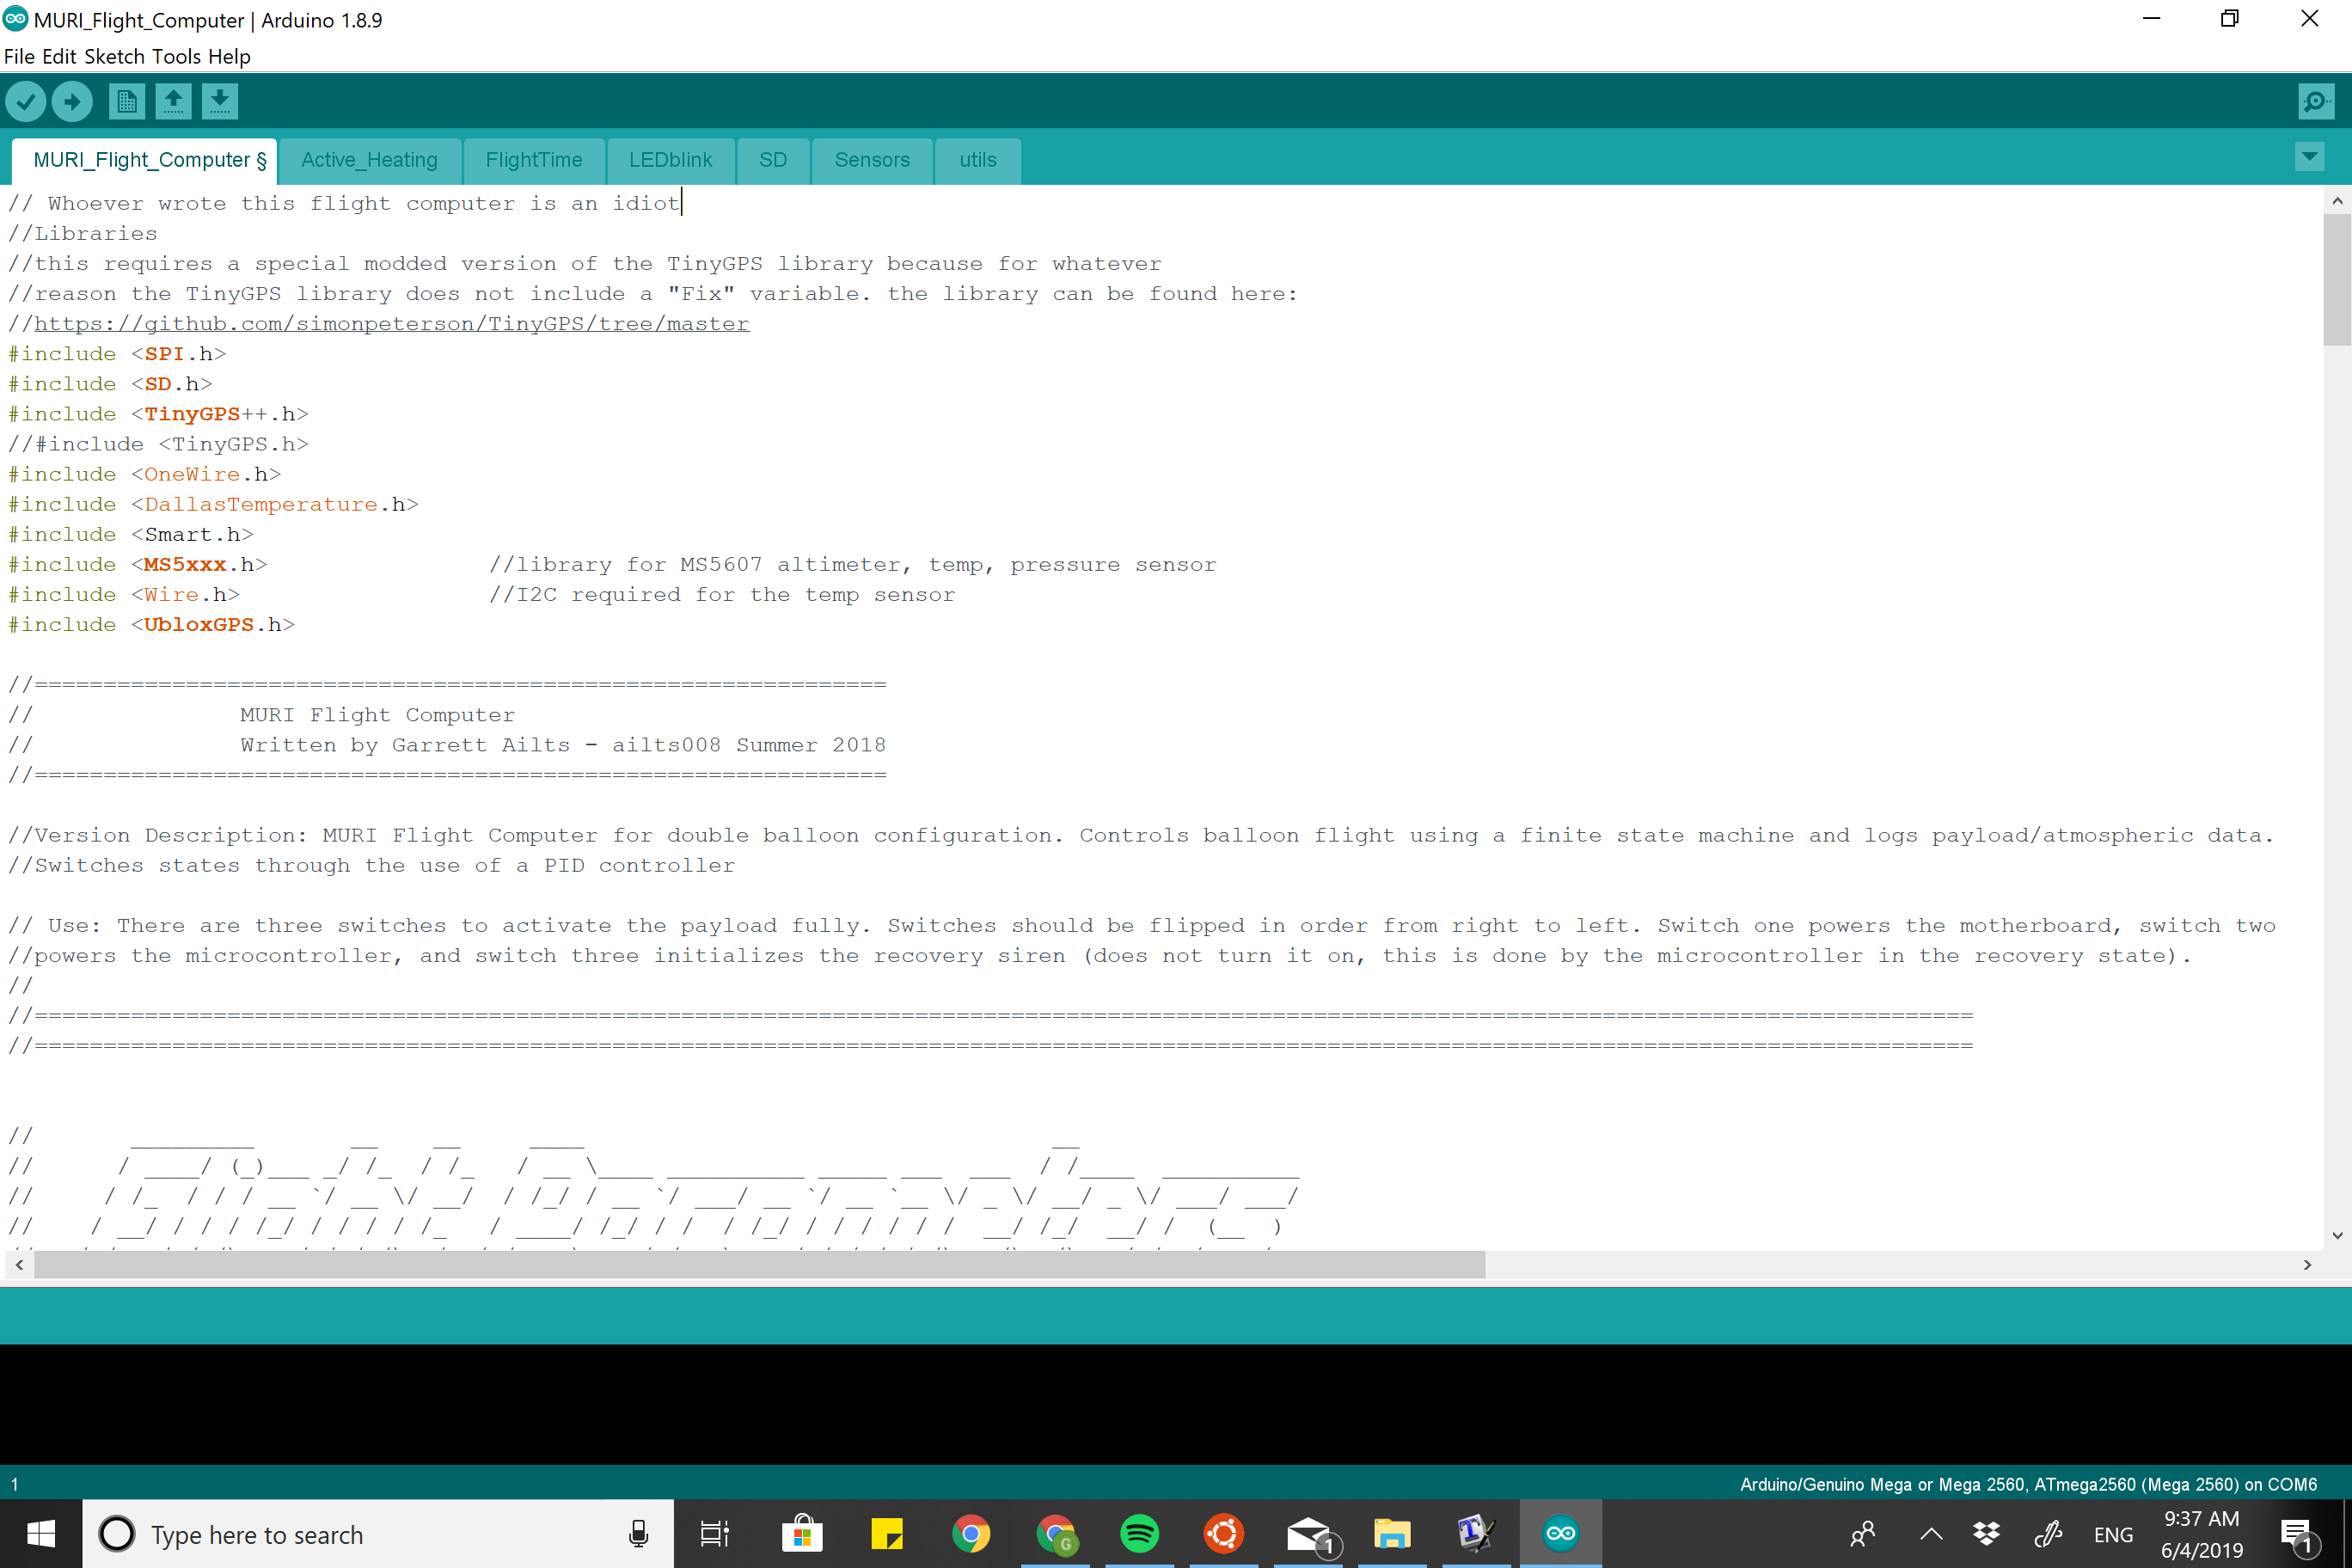 MURI_Flight_Computer | Arduino 1.8.9
File Edit Sketch Tools Help
MURI_Flight_Computer § Active_Heating FlightTime LEDblink SD Sensors utils
// Whoever wrote this flight computer is an idiot
//Libraries
//this requires a special modded version of the TinyGPS library because for whatever
//reason the TinyGPS library does not include a "Fix" variable. the library can be found here:
//https://github.com/simonpeterson/TinyGPS/tree/master
#include <SPI.h>
#include <SD.h>
#include <TinyGPS++.h>
//#include <TinyGPS.h>
#include <OneWire.h>
#include <DallasTemperature.h>
#include <Smart.h>
#include <MS5xxx.h> //library for MS5607 altimeter, temp, pressure sensor
#include <Wire.h> //I2C required for the temp sensor
#include <UbloxGPS.h>
//==============================================================
// MURI Flight Computer
// Written by Garrett Ailts - ailts008 Summer 2018
//==============================================================
//Version Description: MURI Flight Computer for double balloon configuration. Controls balloon flight using a finite state machine and logs payload/atmospheric data.
//Switches states through the use of a PID controller
// Use: There are three switches to activate the payload fully. Switches should be flipped in order from right to left. Switch one powers the motherboard, switch two
//powers the microcontroller, and switch three initializes the recovery siren (does not turn it on, this is done by the microcontroller in the recovery state).
//
//=============================================================================================================================================
//=============================================================================================================================================
//
//
//
//
1
Arduino/Genuino Mega or Mega 2560, ATmega2560 (Mega 2560) on COM6
Type here to search
G
1
ENG
9:37 AM
6/4/2019
1